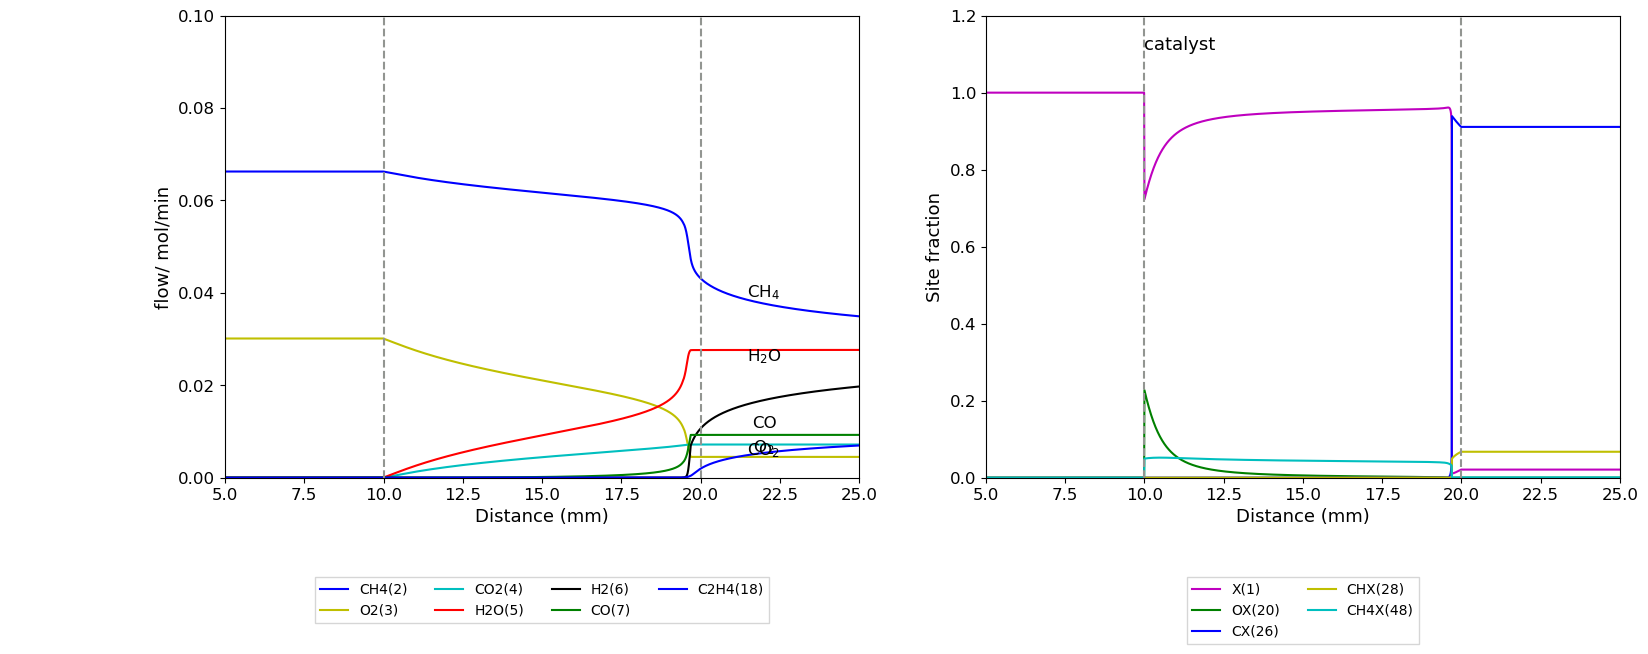 0.10
0.08
0.06
0.04
0.02
0.00
flow/ mol/min
CH₄
H₂O
CO
O₂
CO₂
5.0 7.5 10.0 12.5 15.0 17.5 20.0 22.5 25.0
Distance (mm)
CH4(2) CO2(4) H2(6) C2H4(18)
O2(3) H2O(5) CO(7)
1.2
1.0
0.8
0.6
0.4
0.2
0.0
Site fraction
catalyst
5.0 7.5 10.0 12.5 15.0 17.5 20.0 22.5 25.0
Distance (mm)
X(1) CHX(28)
OX(20) CH4X(48)
CX(26)